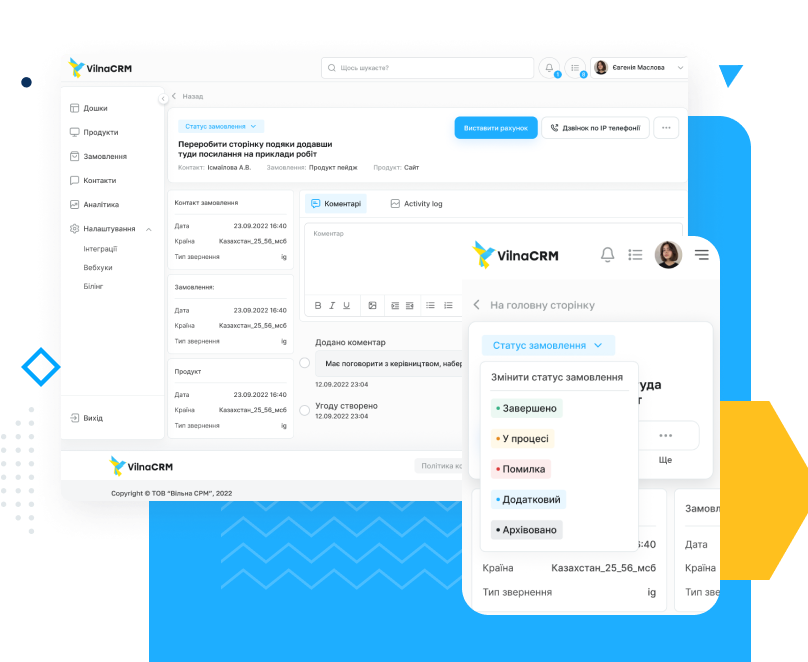 VilnaCRM
Щось шукаєте?
Євгенія Маслова
Назад
Дошки
Продукти
Замовлення
Контакти
Аналітика
Налаштування
Інтеграції
Вебхуки
Білінг
Вихід
Статус замовлення
Виставити рахунок
Дзвінок по IP телефонії
Переробити сторінку подяки додавши
туди посилання на приклади робіт
Контакт: Ісмаілова А.В. Замовлення: Продукт пейдж Продукт: Сайт
Контакт замовлення
Дата 23.09.2022 16:40
Країна Казахстан_25_56_мсб
Тип звернення ig
Замовлення:
Дата 23.09.2022 16:40
Країна Казахстан_25_56_мсб
Тип звернення ig
Продукт
Дата 23.09.2022 16:40
Країна Казахстан_25_56_мсб
Тип звернення ig
Коментарі Activity log
Коментар
B I U
Додано коментар
Має поговорити з керівництвом, набер
12.09.2022 23:04
Угоду створено
12.09.2022 23:04
VilnaCRM
Політика ко
Copyright © ТОВ "Вільна СРМ", 2022
VilnaCRM
На головну сторінку
Статус замовлення
Змінити статус замовлення
Завершено
У процесі
Помилка
Додатковий
Архівовано
уда
т
Ще
:40
Країна Казахстан_25_56_мсб
Тип звернення ig
Замовл
Дата
Країна
Тип зве